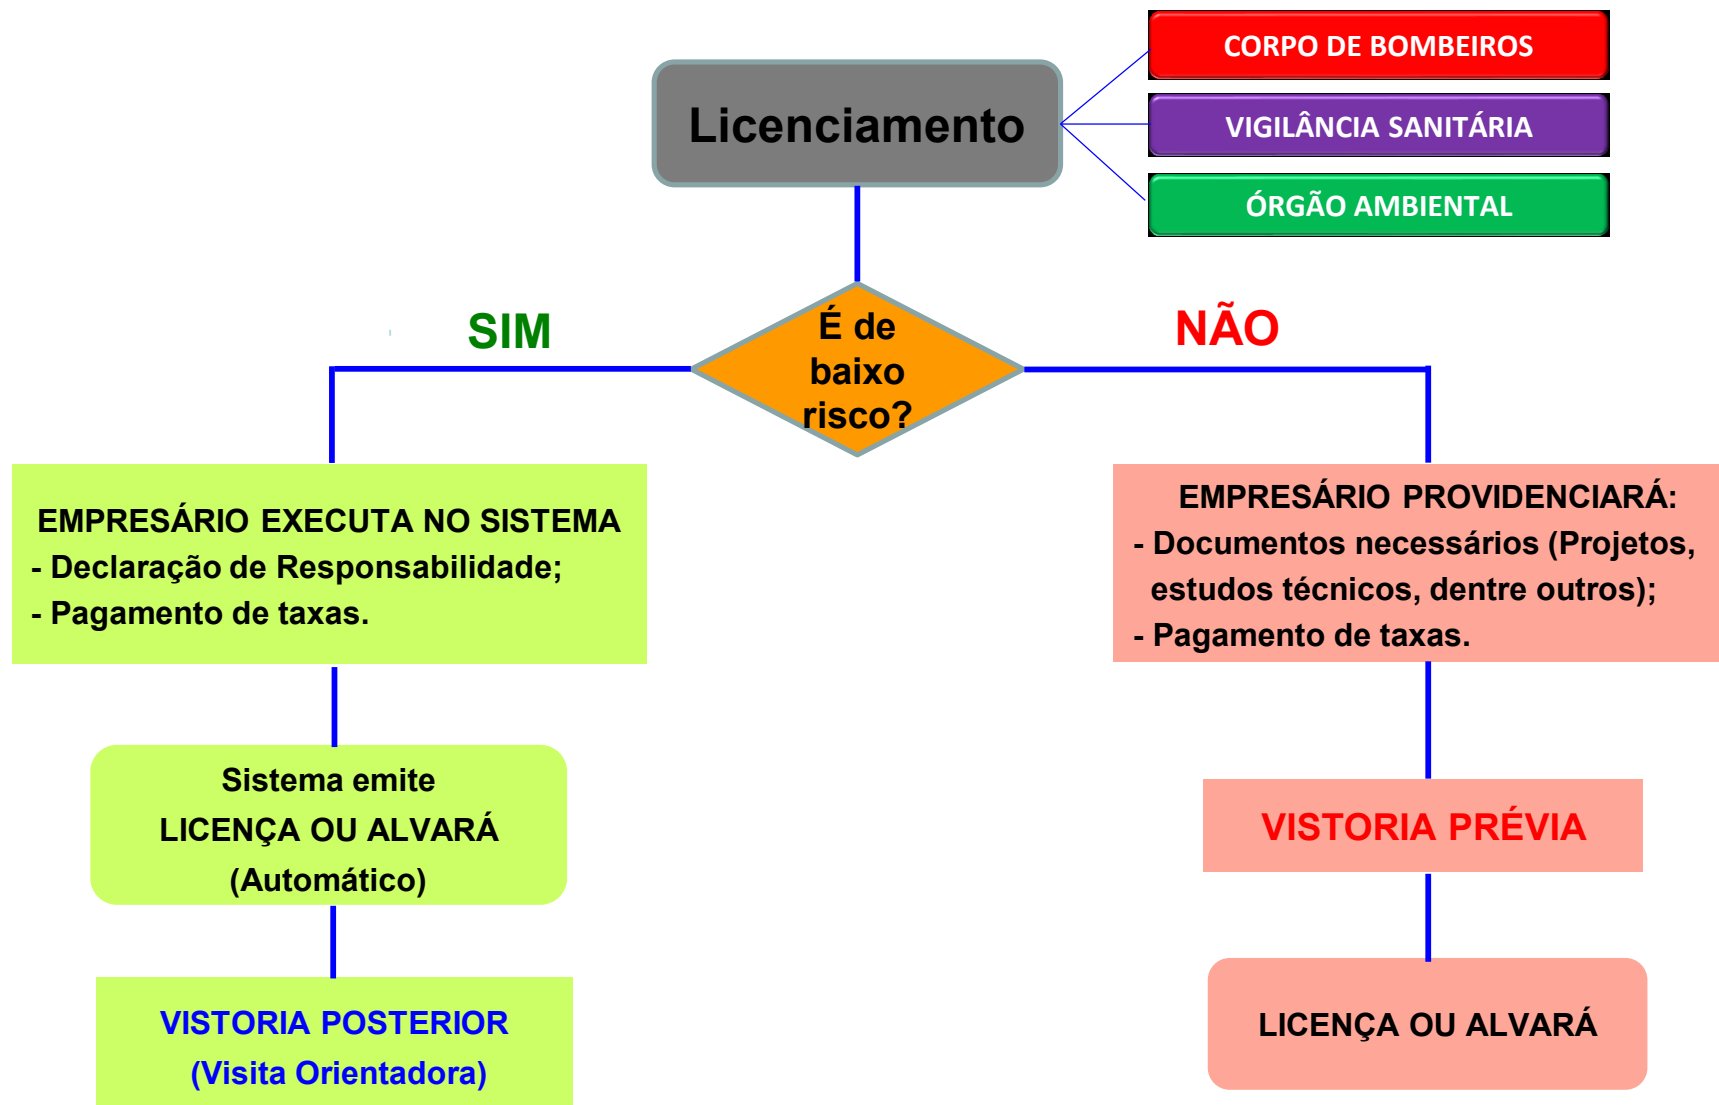 CORPO DE BOMBEIROS
Licenciamento
VIGILÂNCIA SANITÁRIA
ÓRGÃO AMBIENTAL
SIM
É de
baixo
risco?
NÃO
EMPRESÁRIO EXECUTA NO SISTEMA
- Declaração de Responsabilidade;
- Pagamento de taxas.
EMPRESÁRIO PROVIDENCIARÁ:
- Documentos necessários (Projetos,
estudos técnicos, dentre outros);
- Pagamento de taxas.
Sistema emite
LICENÇA OU ALVARÁ
(Automático)
VISTORIA PRÉVIA
VISTORIA POSTERIOR
(Visita Orientadora)
LICENÇA OU ALVARÁ